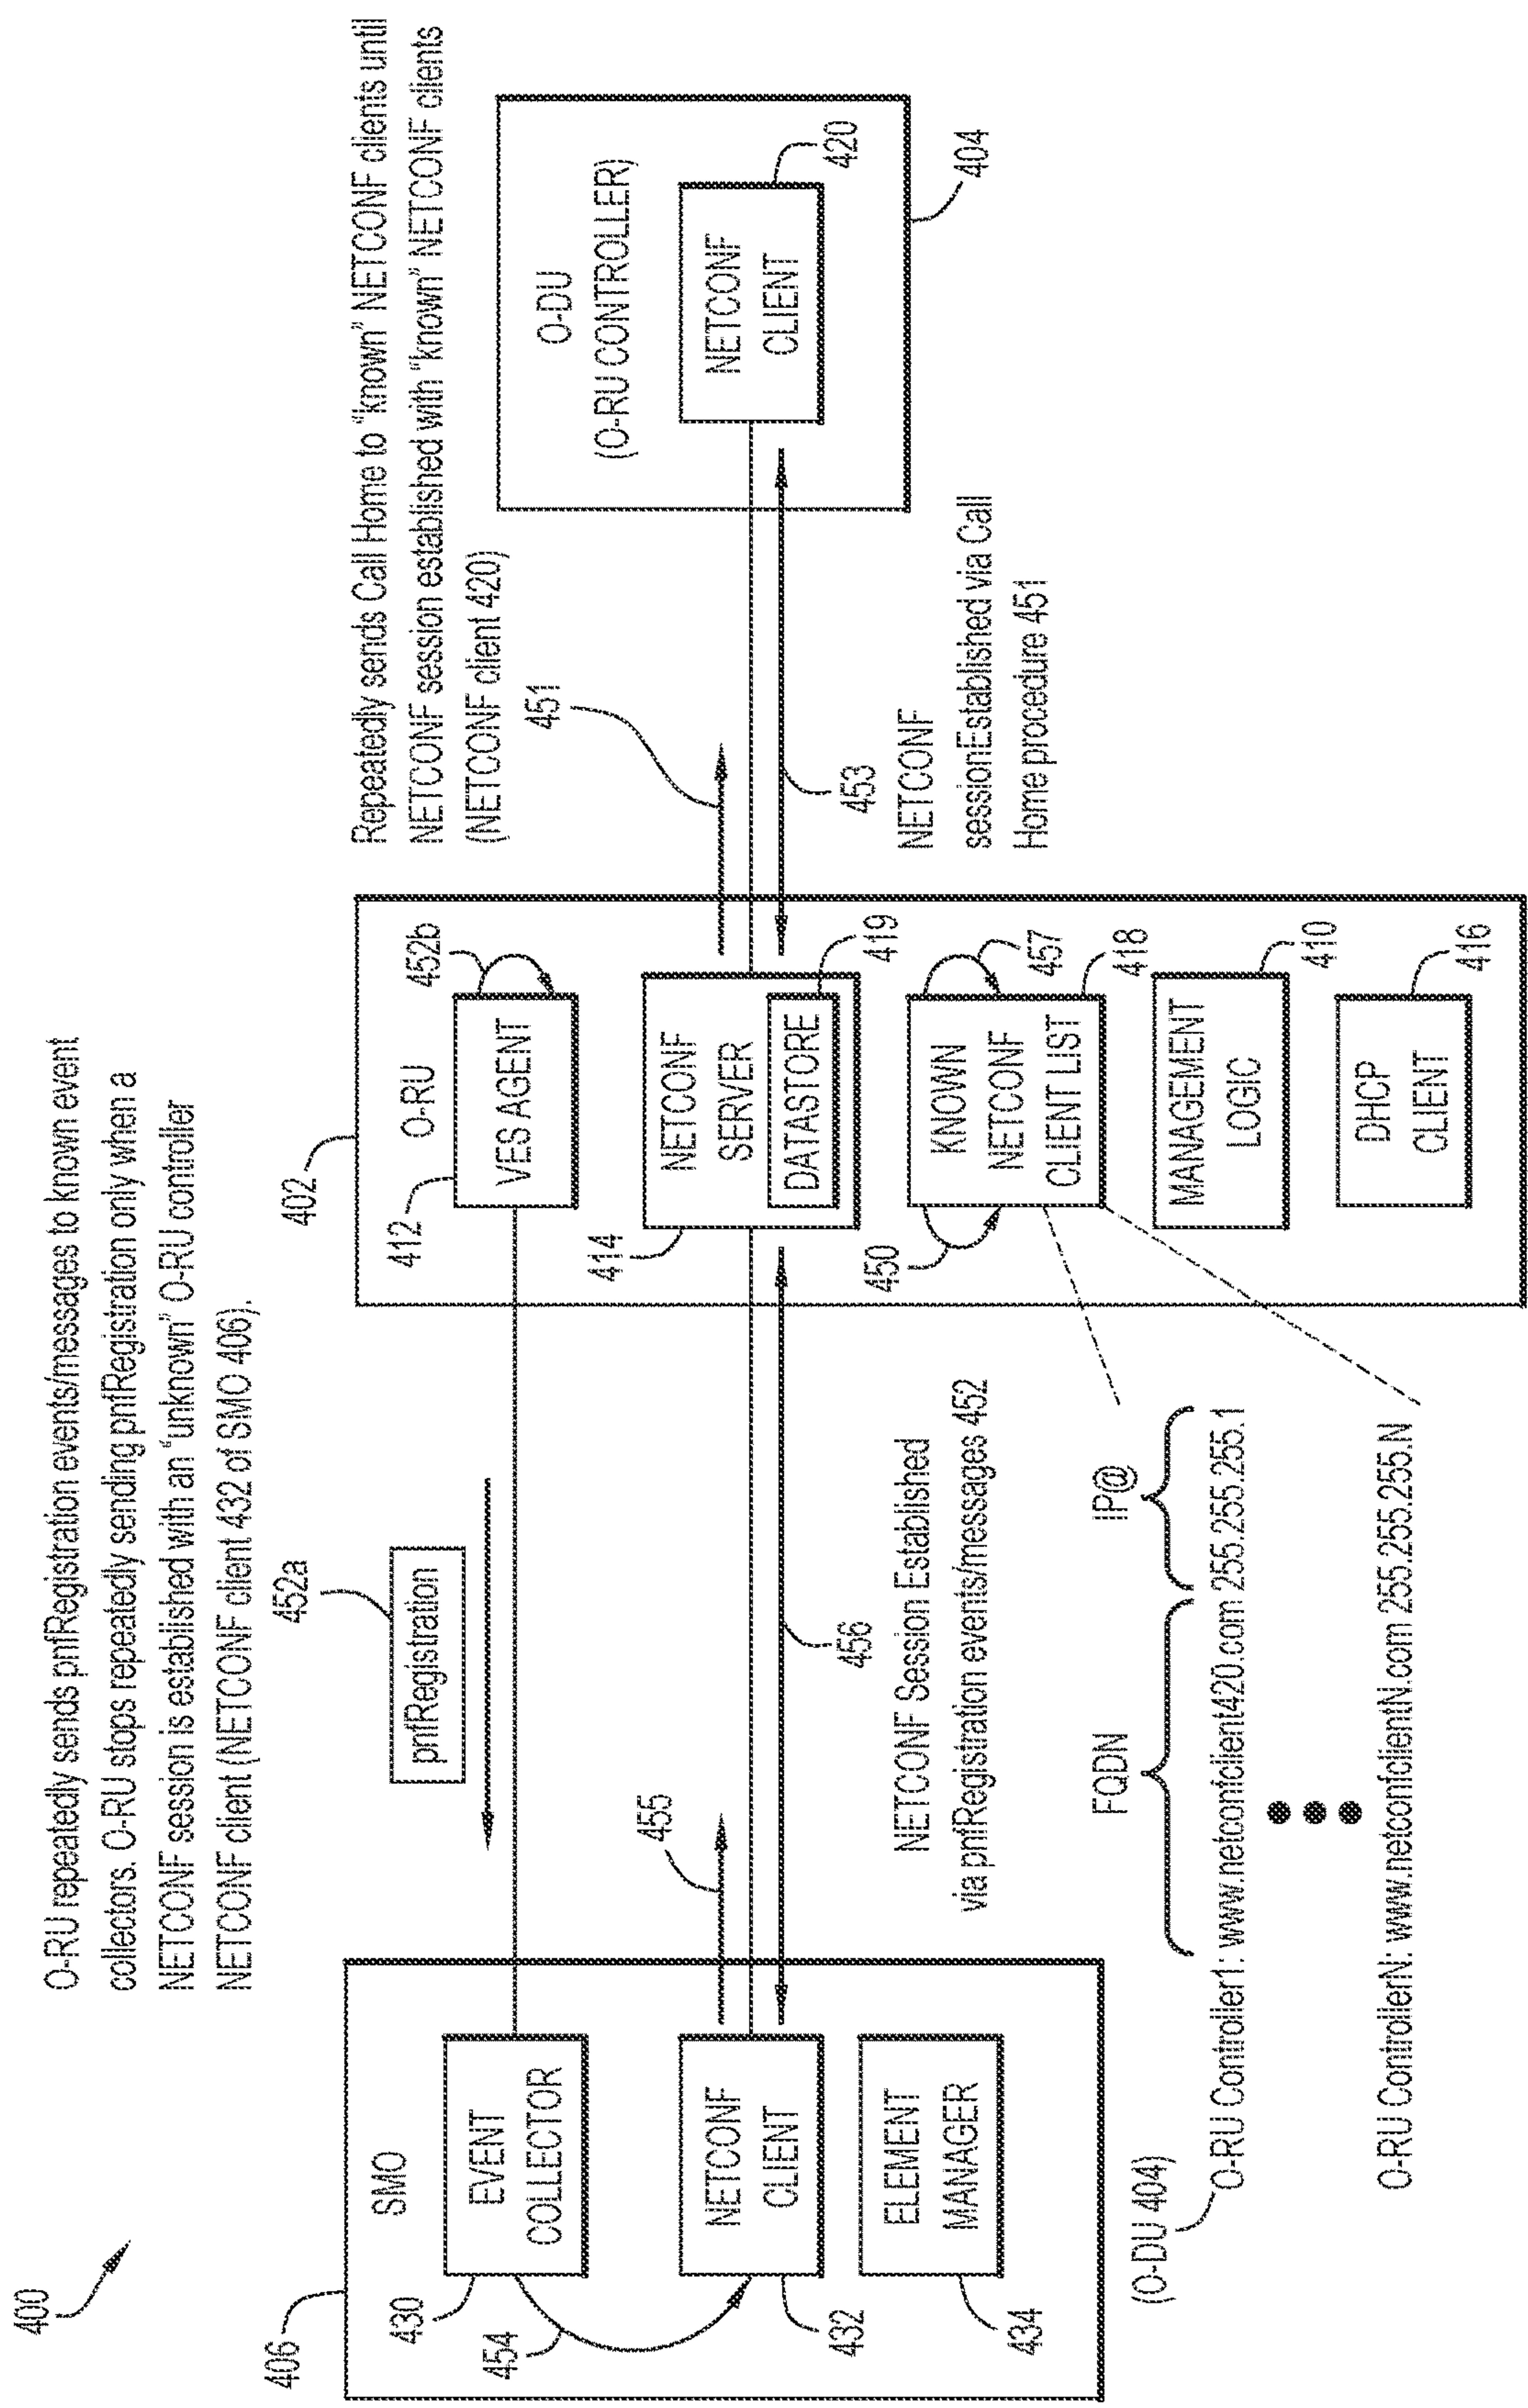 400
O-RU repeatedly sends pnfRegistration events/messages to known event
collectors. O-RU stops repeatedly sending pnfRegistration only when a
NETCONF session is established with an "unknown" O-RU controller
NETCONF client (NETCONF client 432 of SMO 406).
406
SMO
430
EVENT
COLLECTOR
454
NETCONF
CLIENT
432
ELEMENT
MANAGER
434
452a
pnfRegistration
455
456
NETCONF Session Established
via pnfRegistration events/messages 452
402
O-RU
412
VES AGENT
452b
414
NETCONF
SERVER
DATASTORE
419
450
KNOWN
NETCONF
CLIENT LIST
457
418
MANAGEMENT
LOGIC
410
DHCP
CLIENT
416
Repeatedly sends Call Home to "known" NETCONF clients until
NETCONF session established with "known" NETCONF clients
(NETCONF client 420)
451
453
NETCONF
sessionEstablished via Call
Home procedure 451
O-DU
(O-RU CONTROLLER)
NETCONF
CLIENT
420
404
FQDN
IP@
(O-DU 404)
O-RU Controller1: www.netconfclient420.com 255.255.255.1
O-RU ControllerN: www.netconfclientN.com 255.255.255.N